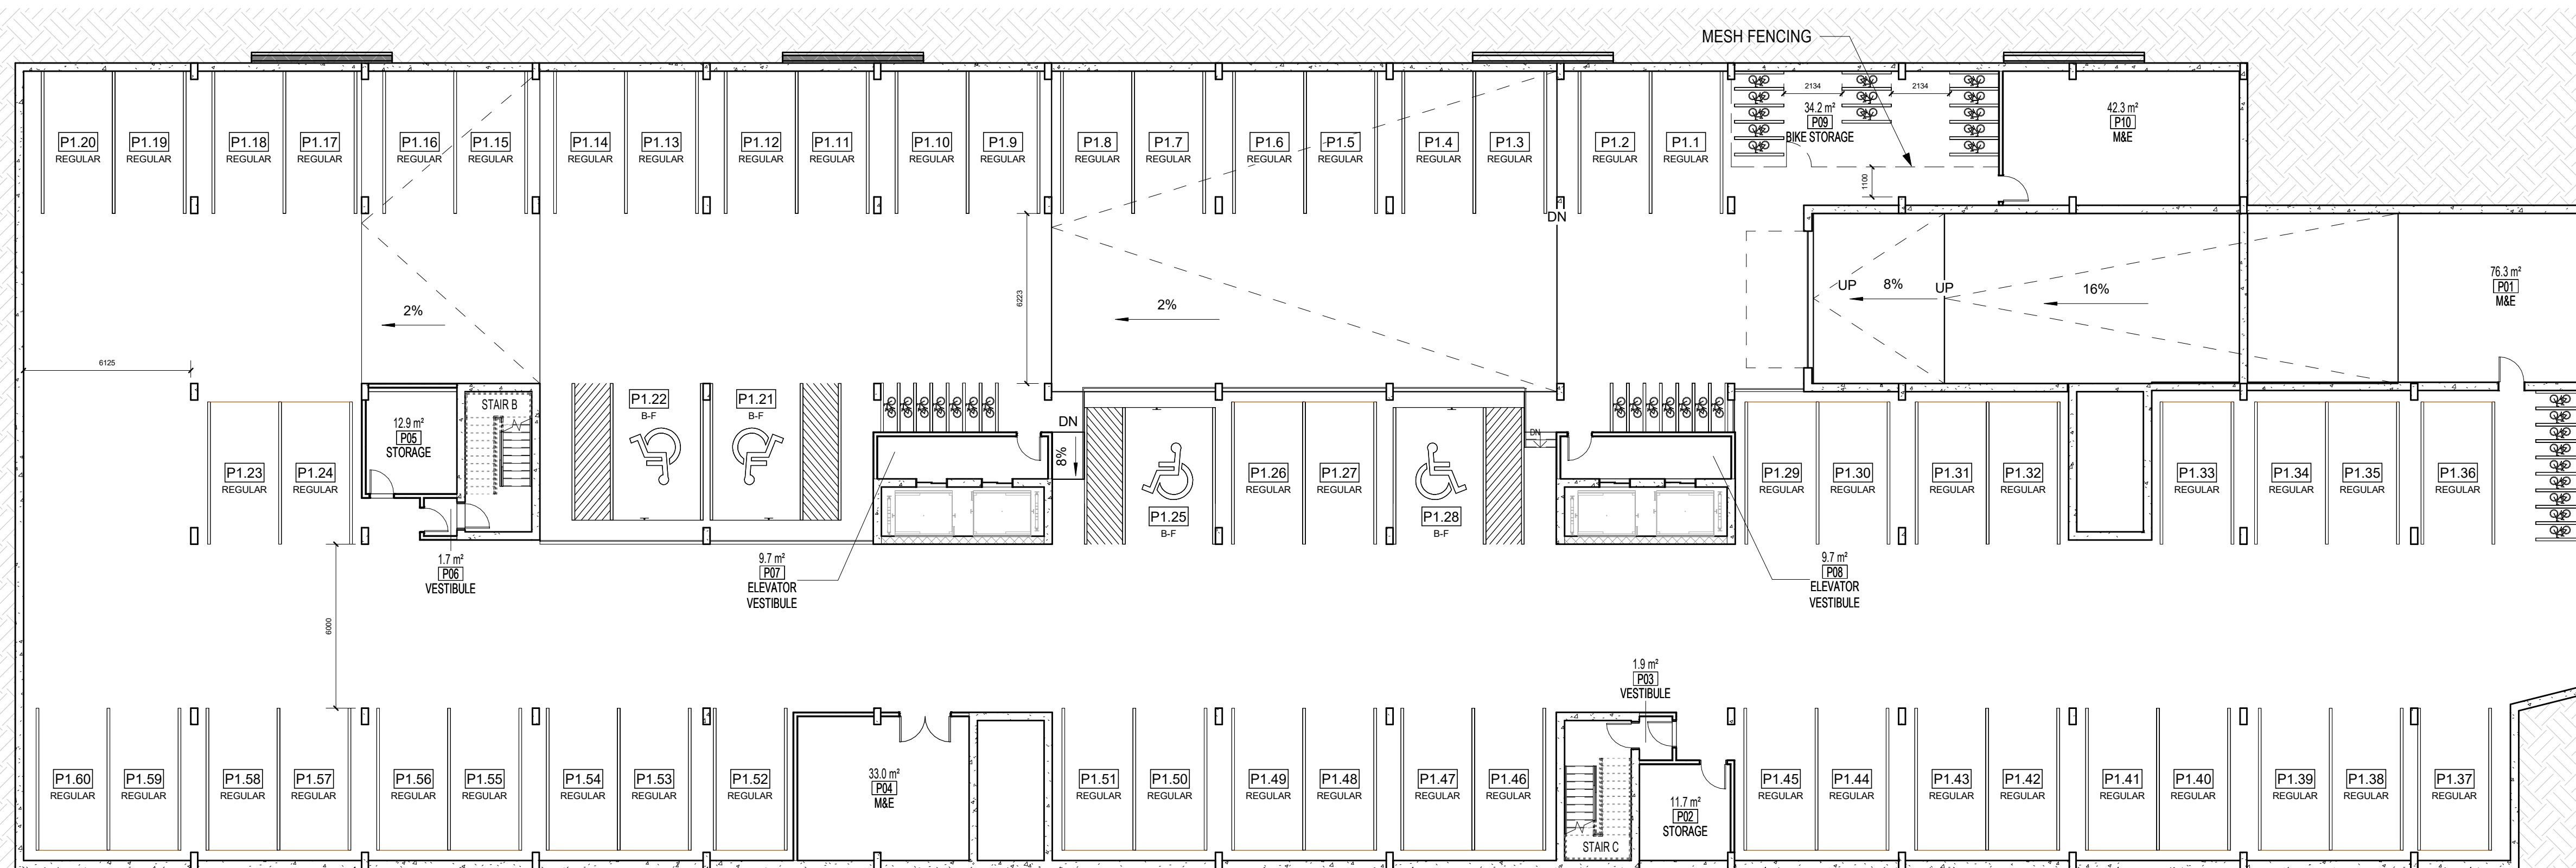 MESH FENCING
2134
2134
34.2 m²
P09
BIKE STORAGE
42.3 m²
P10
M&E
P1.20
REGULAR
P1.19
REGULAR
P1.18
REGULAR
P1.17
REGULAR
P1.16
REGULAR
P1.15
REGULAR
P1.14
REGULAR
P1.13
REGULAR
P1.12
REGULAR
P1.11
REGULAR
P1.10
REGULAR
P1.9
REGULAR
P1.8
REGULAR
P1.7
REGULAR
P1.6
REGULAR
P1.5
REGULAR
P1.4
REGULAR
P1.3
REGULAR
P1.2
REGULAR
P1.1
REGULAR
1100
DN
6223
2%
2%
UP
8%
UP
16%
76.3 m²
P01
M&E
6125
STAIR B
12.9 m²
P05
STORAGE
P1.22
B-F
P1.21
B-F
DN
8%
DN
P1.23
REGULAR
P1.24
REGULAR
P1.25
B-F
P1.26
REGULAR
P1.27
REGULAR
P1.28
B-F
P1.29
REGULAR
P1.30
REGULAR
P1.31
REGULAR
P1.32
REGULAR
P1.33
REGULAR
P1.34
REGULAR
P1.35
REGULAR
P1.36
REGULAR
1.7 m²
P06
VESTIBULE
9.7 m²
P07
ELEVATOR
VESTIBULE
9.7 m²
P08
ELEVATOR
VESTIBULE
6000
1.9 m²
P03
VESTIBULE
P1.60
REGULAR
P1.59
REGULAR
P1.58
REGULAR
P1.57
REGULAR
P1.56
REGULAR
P1.55
REGULAR
P1.54
REGULAR
P1.53
REGULAR
P1.52
REGULAR
33.0 m²
P04
M&E
P1.51
REGULAR
P1.50
REGULAR
P1.49
REGULAR
P1.48
REGULAR
P1.47
REGULAR
P1.46
REGULAR
STAIR C
11.7 m²
P02
STORAGE
P1.45
REGULAR
P1.44
REGULAR
P1.43
REGULAR
P1.42
REGULAR
P1.41
REGULAR
P1.40
REGULAR
P1.39
REGULAR
P1.38
REGULAR
P1.37
REGULAR